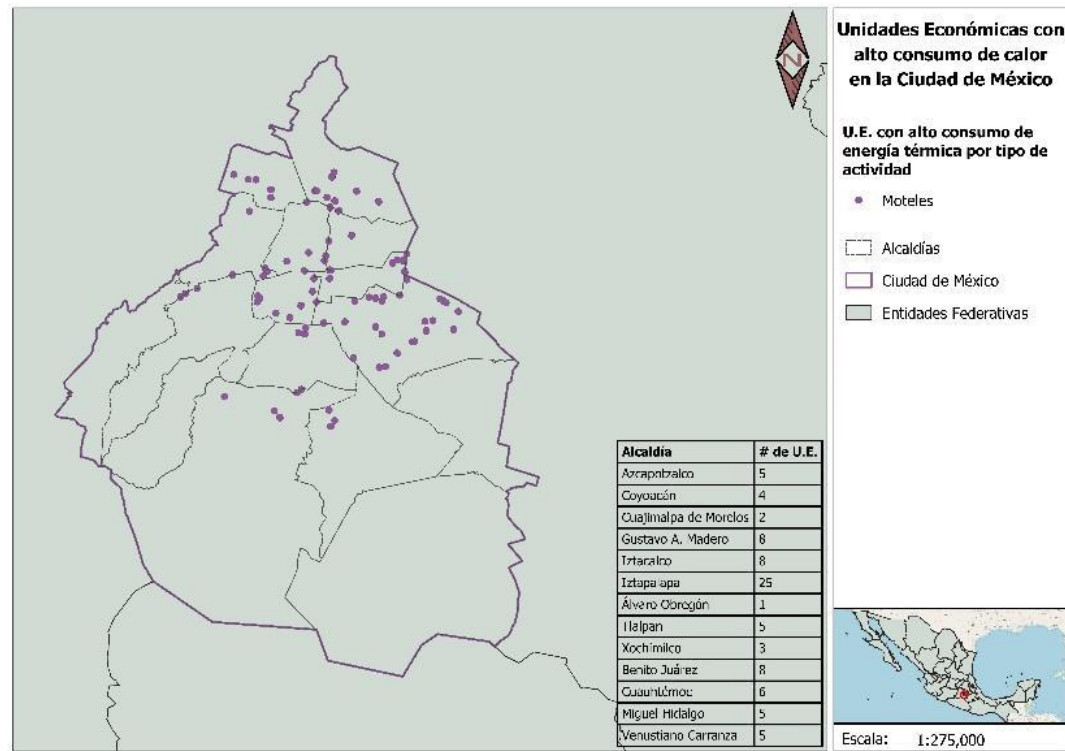 N
Unidades Económicas con
alto consumo de calor
en la Ciudad de México
U.E. con alto consumo de
energía térmica por tipo de
actividad
Moteles
Alcaldías
Ciudad de México
Entidades Federativas
Alcaldía # de U.E.
Azcapotzalco 5
Coyoacán 4
Cuajimalpa de Morelos 2
Gustavo A. Madero 8
Iztacalco 8
Iztapalapa 25
Álvaro Obregón 1
Tlalpan 5
Xochimilco 3
Benito Juárez 8
Cuauhtémoc 6
Miguel Hidalgo 5
Venustiano Carranza 5
Escala: 1:275,000